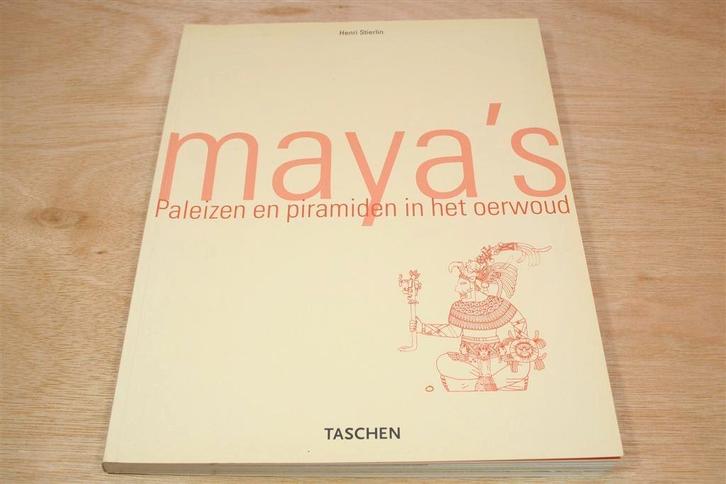 Henri Stierlin
maya's
Paleizen en piramiden in het oerwoud
TASCHEN